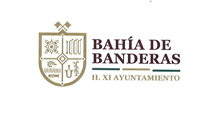 BAHÍA DE
BANDERAS
H. XI AYUNTAMIENTO